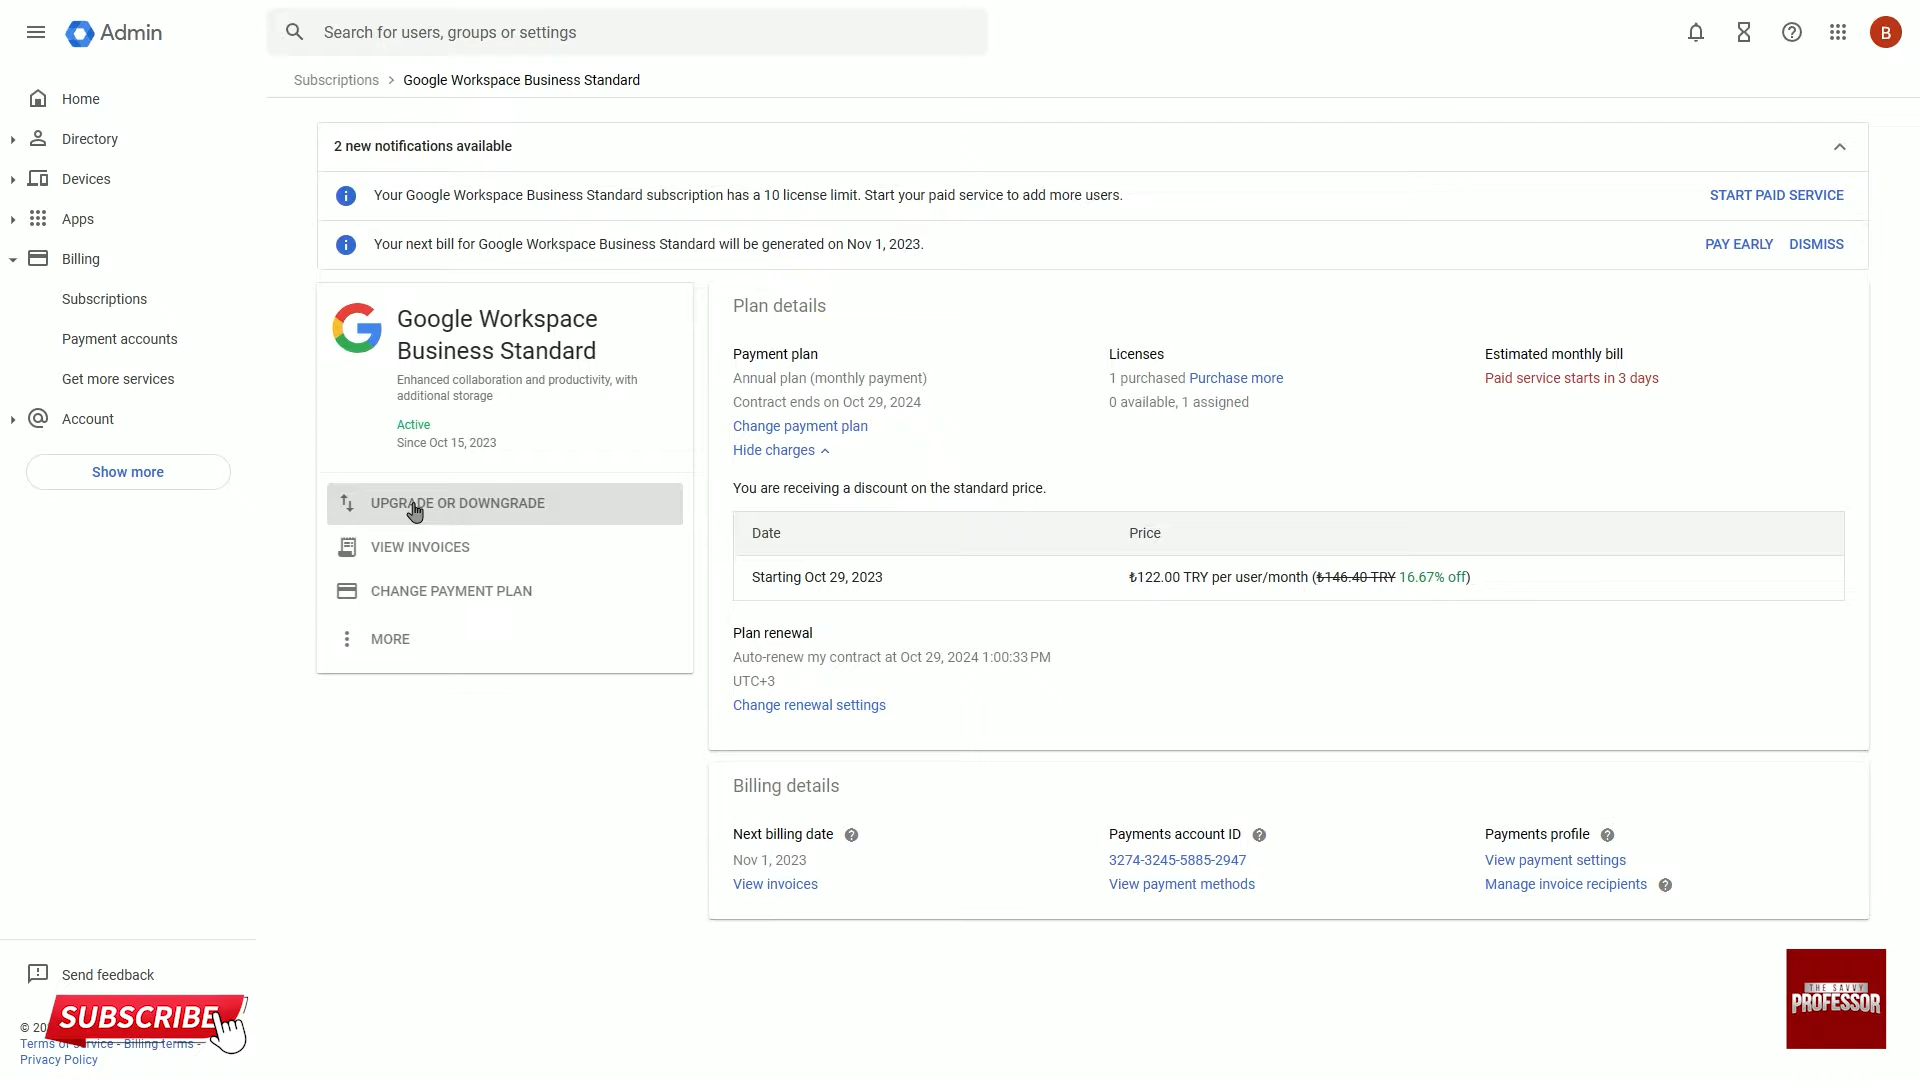 Admin
Search for users, groups or settings
B
Subscriptions > Google Workspace Business Standard
Home
Directory
Devices
Apps
Billing
Subscriptions
Payment accounts
Get more services
Account
Show more
2 new notifications available
Your Google Workspace Business Standard subscription has a 10 license limit. Start your paid service to add more users.
START PAID SERVICE
Your next bill for Google Workspace Business Standard will be generated on Nov 1, 2023.
PAY EARLY DISMISS
Google Workspace
Business Standard
Enhanced collaboration and productivity, with
additional storage
Active
Since Oct 15, 2023
UPGRADE OR DOWNGRADE
VIEW INVOICES
CHANGE PAYMENT PLAN
MORE
Plan details
Payment plan
Annual plan (monthly payment)
Contract ends on Oct 29, 2024
Change payment plan
Hide charges
Licenses
1 purchased Purchase more
0 available, 1 assigned
Estimated monthly bill
Paid service starts in 3 days
You are receiving a discount on the standard price.
Date Price
Starting Oct 29, 2023 ₺122.00 TRY per user/month (₺146.40 TRY 16.67% off)
Plan renewal
Auto-renew my contract at Oct 29, 2024 1:00:33 PM
UTC+3
Change renewal settings
Billing details
Next billing date
Nov 1, 2023
View invoices
Payments account ID
3274-3245-5885-2947
View payment methods
Payments profile
View payment settings
Manage invoice recipients
Send feedback
SUBSCRIBE
© 20
Terms of Service - Billing terms -
Privacy Policy
THE SAVVY
PROFESSOR